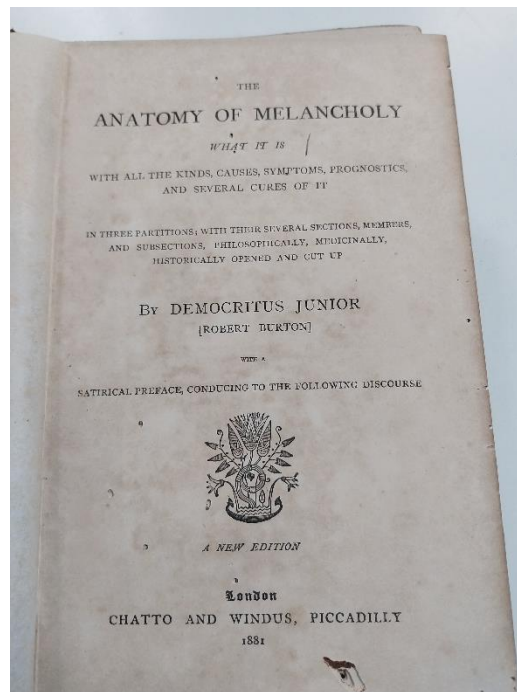 THE
ANATOMY OF MELANCHOLY
WHAT IT IS
WITH ALL THE KINDS, CAUSES, SYMPTOMS, PROGNOSTICS,
AND SEVERAL CURES OF IT
IN THREE PARTITIONS; WITH THEIR SEVERAL SECTIONS, MEMBERS,
AND SUBSECTIONS, PHILOSOPHICALLY, MEDICINALLY,
HISTORICALLY OPENED AND CUT UP
BY DEMOCRITUS JUNIOR
[ROBERT BURTON]
WITH A
SATIRICAL PREFACE, CONDUCING TO THE FOLLOWING DISCOURSE
A NEW EDITION
London
CHATTO AND WINDUS, PICCADILLY
1881